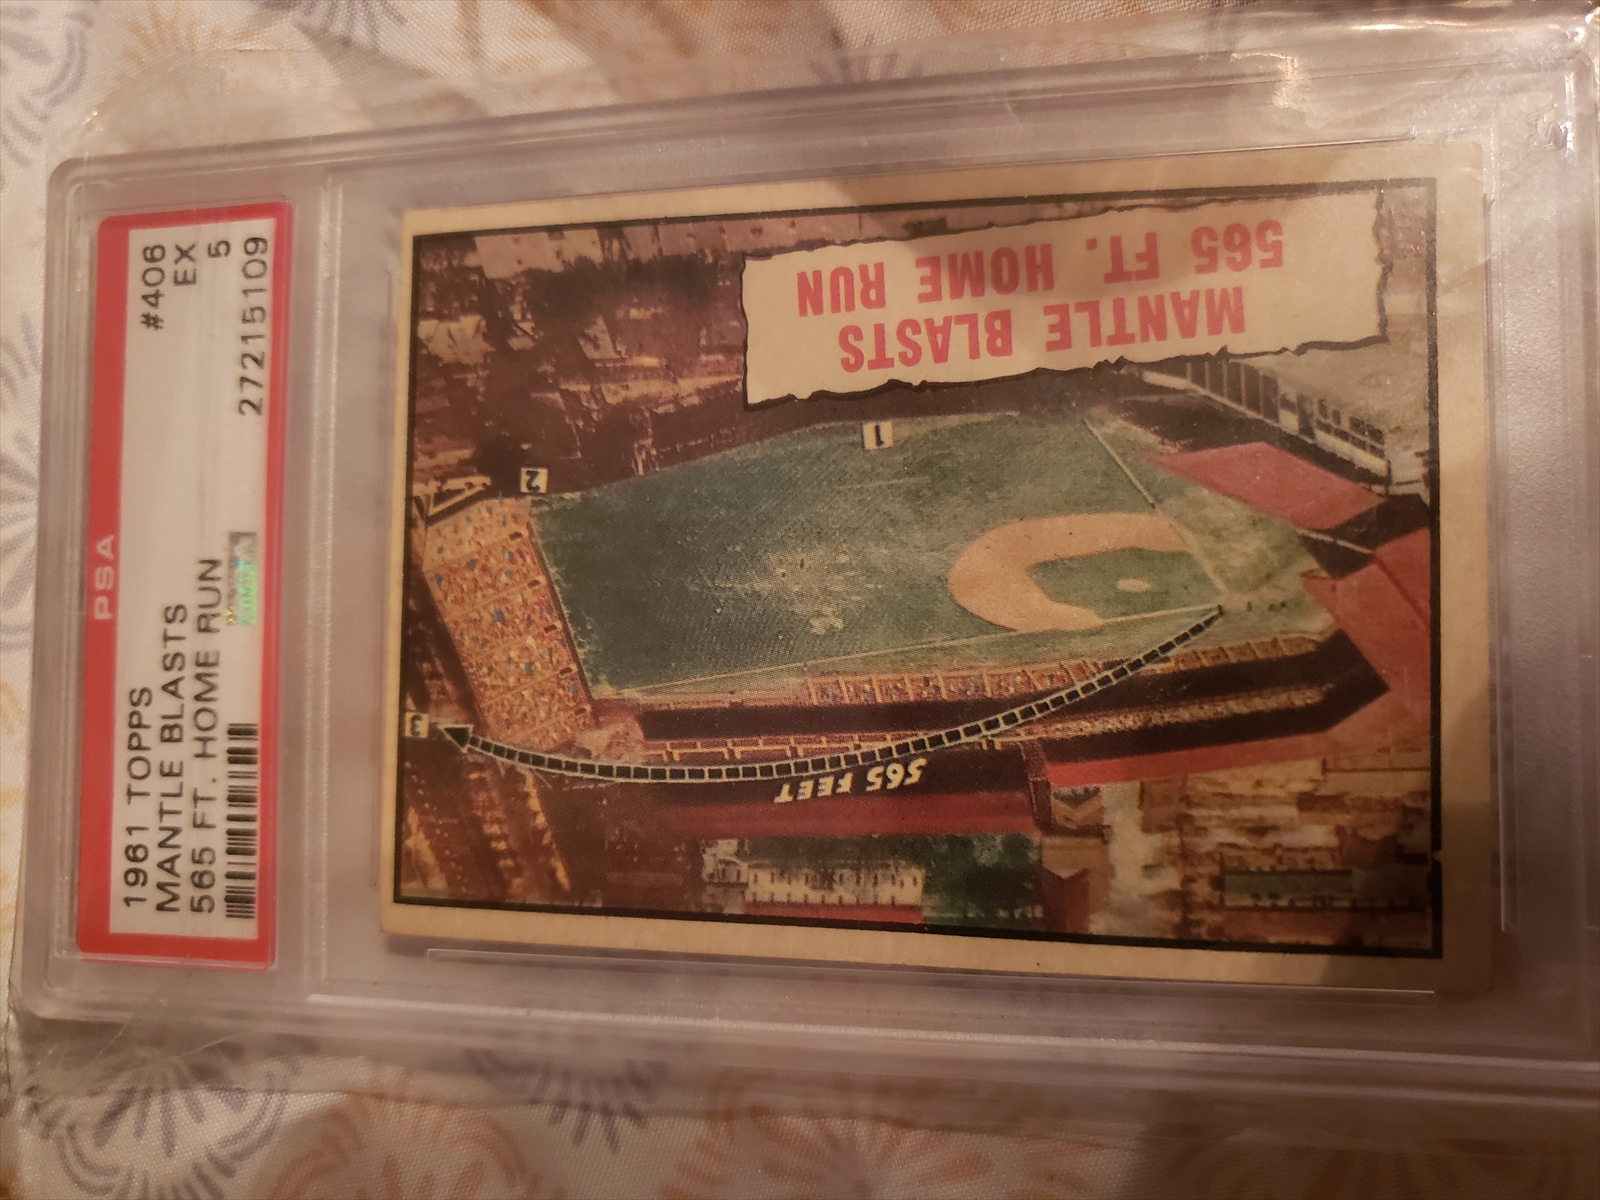 PSA
1961 TOPPS #406
MANTLE BLASTS EX
565 FT. HOME RUN 5
27215109
MANTLE BLASTS
565 FT. HOME RUN
1
2
3
565 FEET